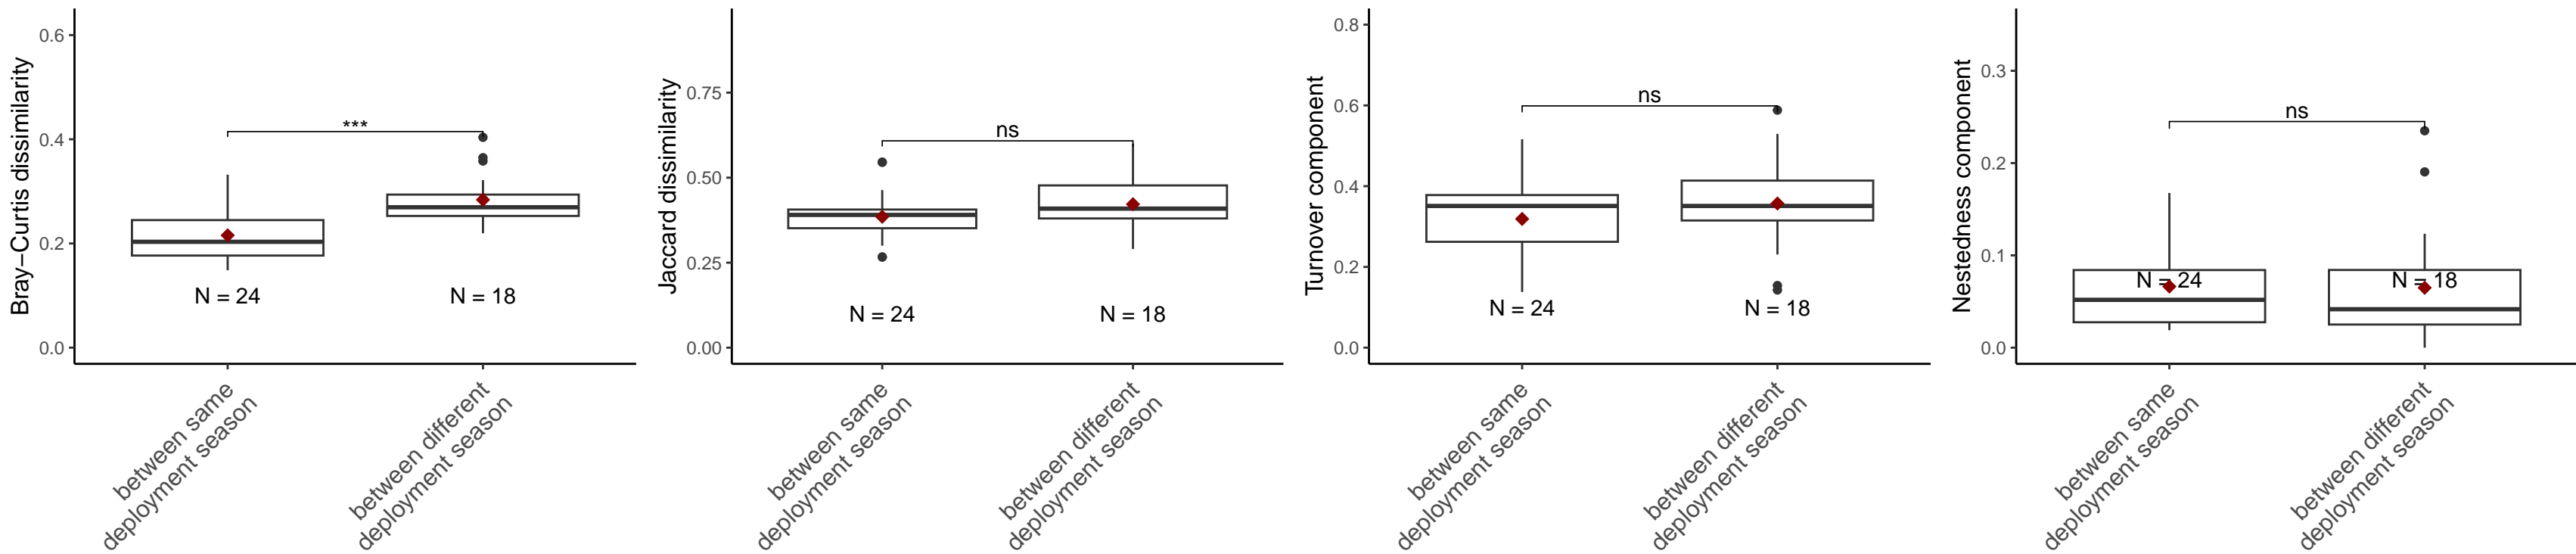 Bray−Curtis dissimilarity
0.6
0.4
0.2
0.0
***
N = 24
N = 18
between same
deployment season
between different
deployment season
Jaccard dissimilarity
0.75
0.50
0.25
0.00
ns
N = 24
N = 18
between same
deployment season
between different
deployment season
Turnover component
0.8
0.6
0.4
0.2
0.0
ns
N = 24
N = 18
between same
deployment season
between different
deployment season
Nestedness component
0.3
0.2
0.1
0.0
ns
N = 24
N = 18
between same
deployment season
between different
deployment season